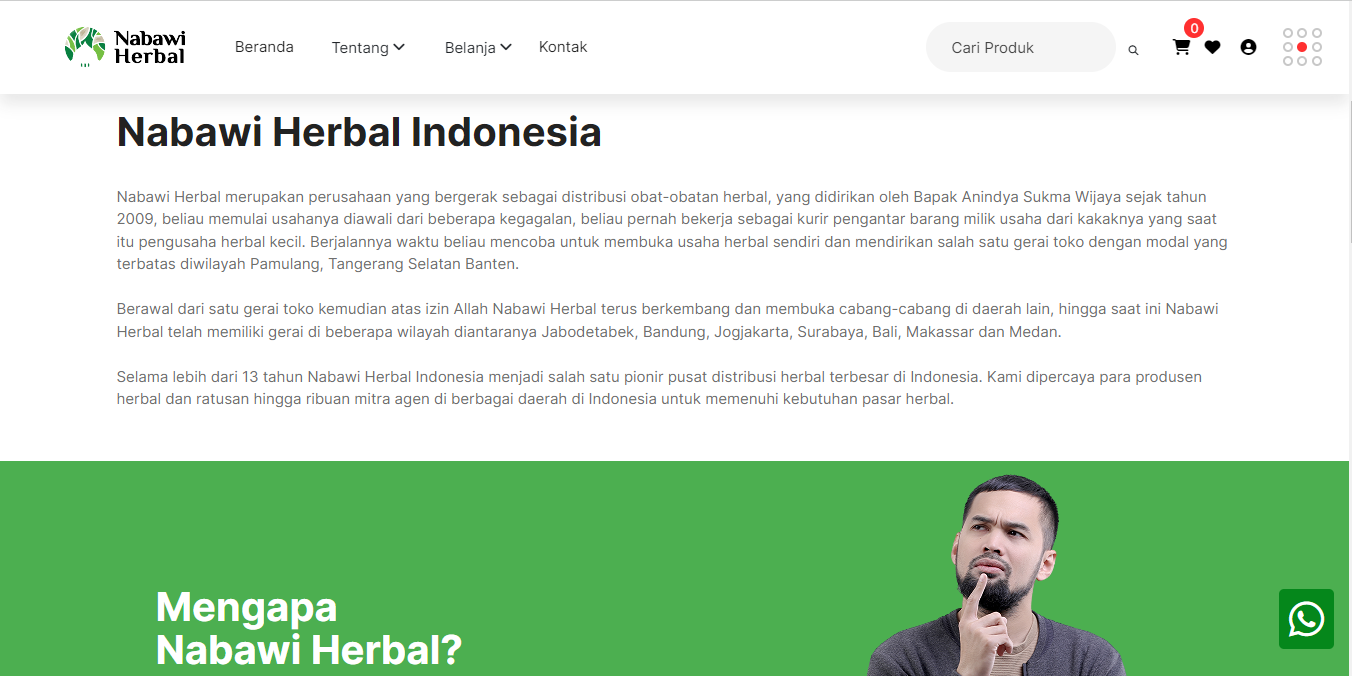 Nabawi
Herbal
Beranda
Tentang
Belanja
Kontak
Cari Produk
0
Nabawi Herbal Indonesia
Nabawi Herbal merupakan perusahaan yang bergerak sebagai distribusi obat-obatan herbal, yang didirikan oleh Bapak Anindya Sukma Wijaya sejak tahun
2009, beliau memulai usahanya diawali dari beberapa kegagalan, beliau pernah bekerja sebagai kurir pengantar barang milik usaha dari kakaknya yang saat
itu pengusaha herbal kecil. Berjalannya waktu beliau mencoba untuk membuka usaha herbal sendiri dan mendirikan salah satu gerai toko dengan modal yang
terbatas diwilayah Pamulang, Tangerang Selatan Banten.
Berawal dari satu gerai toko kemudian atas izin Allah Nabawi Herbal terus berkembang dan membuka cabang-cabang di daerah lain, hingga saat ini Nabawi
Herbal telah memiliki gerai di beberapa wilayah diantaranya Jabodetabek, Bandung, Jogjakarta, Surabaya, Bali, Makassar dan Medan.
Selama lebih dari 13 tahun Nabawi Herbal Indonesia menjadi salah satu pionir pusat distribusi herbal terbesar di Indonesia. Kami dipercaya para produsen
herbal dan ratusan hingga ribuan mitra agen di berbagai daerah di Indonesia untuk memenuhi kebutuhan pasar herbal.
Mengapa
Nabawi Herbal?